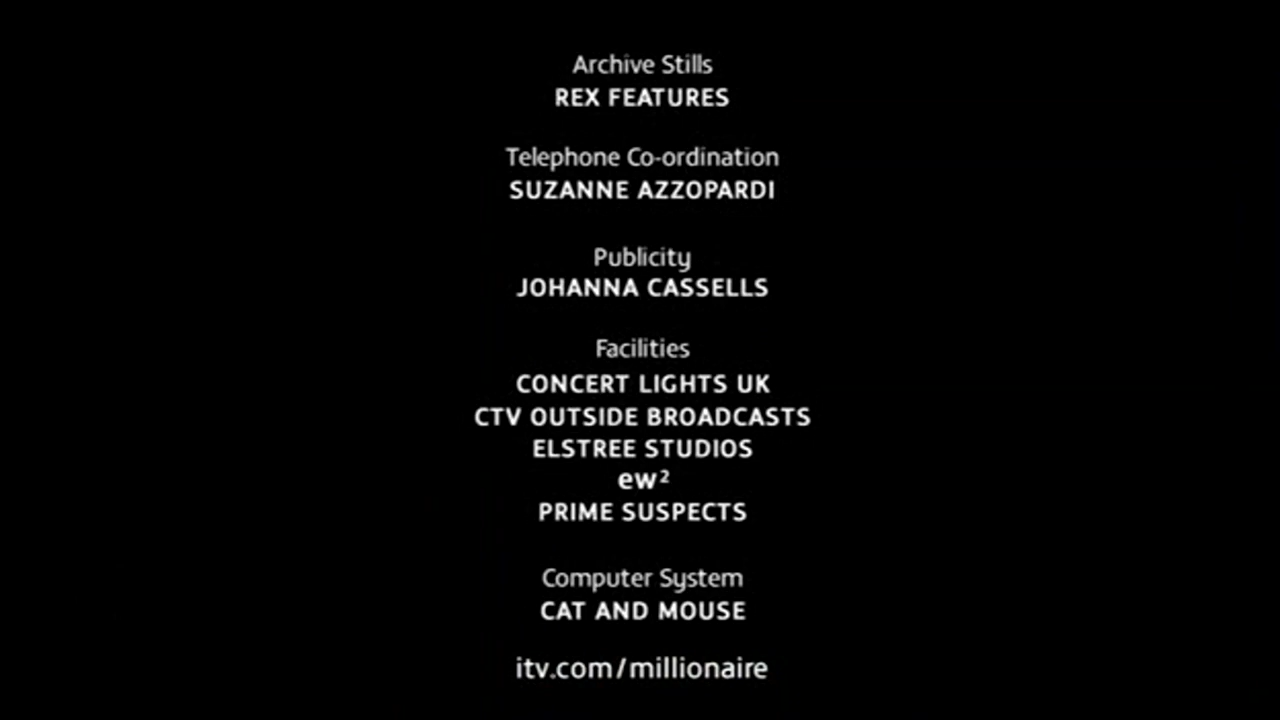 Archive Stills
REX FEATURES
Telephone Co-ordination
SUZANNE AZZOPARDI
Publicity
JOHANNA CASSELLS
Facilities
CONCERT LIGHTS UK
CTV OUTSIDE BROADCASTS
ELSTREE STUDIOS
ew²
PRIME SUSPECTS
Computer System
CAT AND MOUSE
itv.com/millionaire